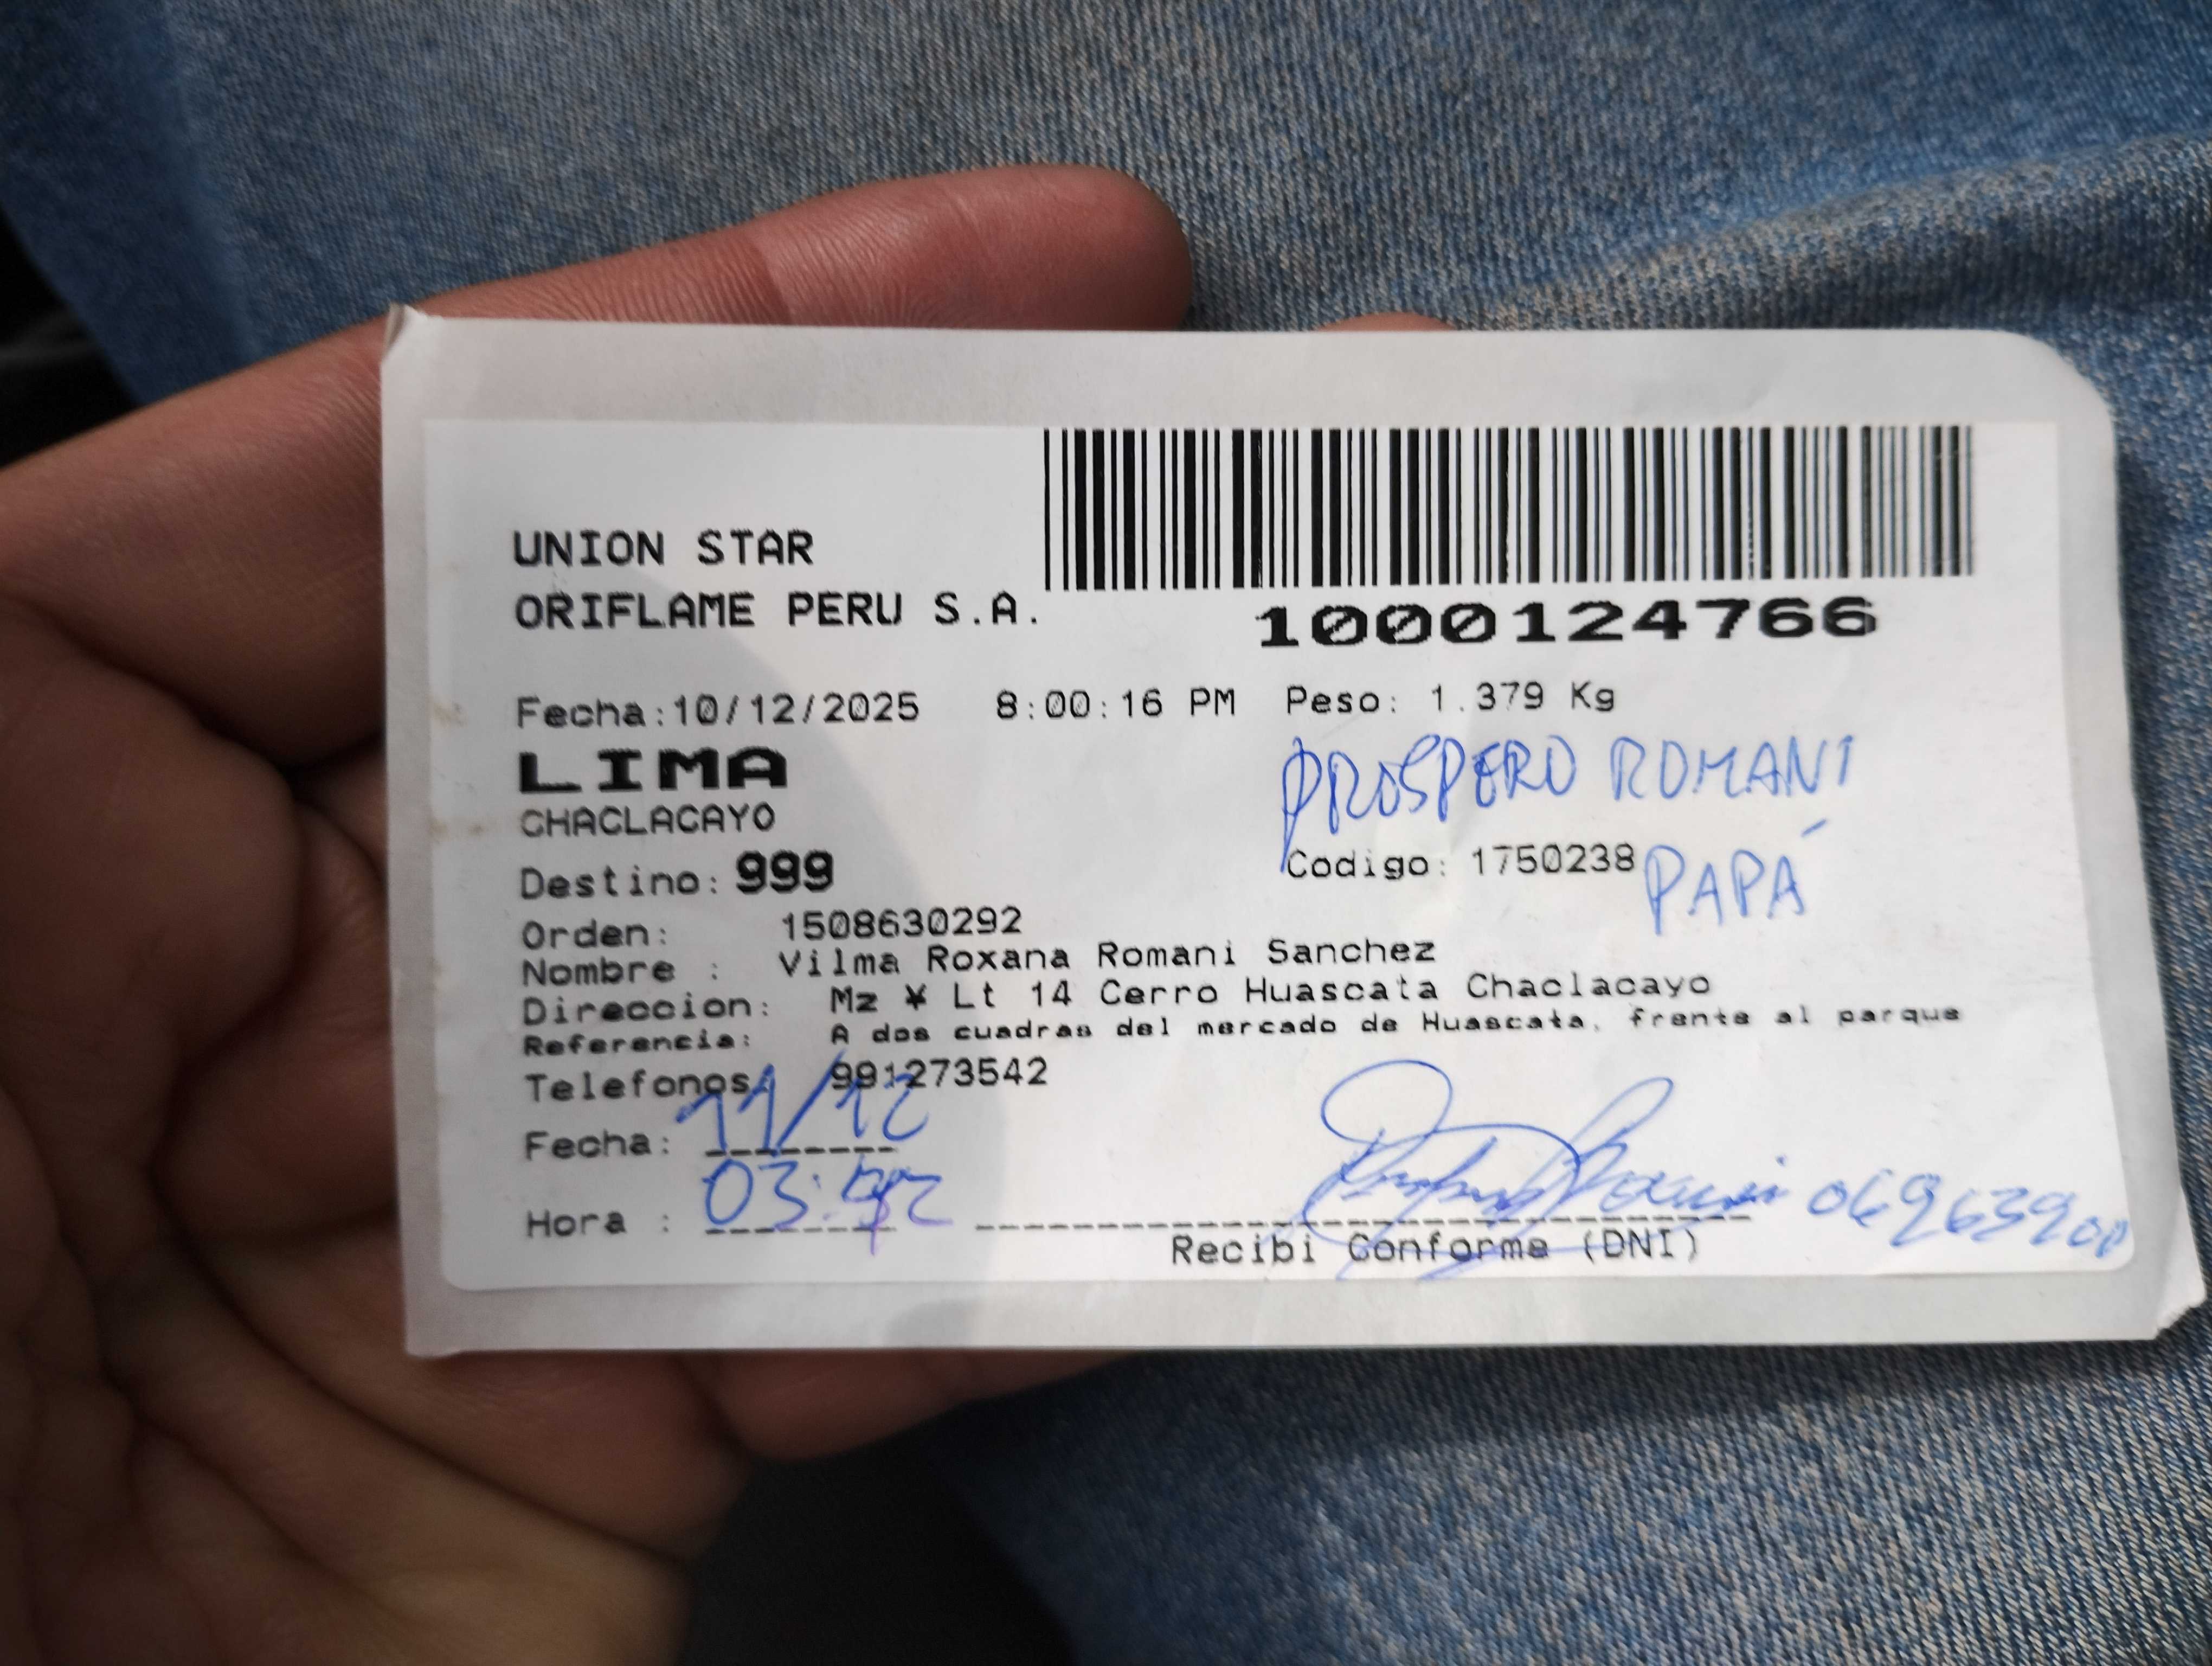 UNION STAR
ORIFLAME PERU S.A.
1000124766
Fecha:10/12/2025 8:00:16 PM Peso: 1.379 Kg
LIMA
PROSPERO ROMANI
CHACLACAYO
Destino: 999
Codigo: 1750238 PAPÁ
Orden: 1508630292
Nombre : Vilma Roxana Romani Sanchez
Direccion: Mz ¥ Lt 14 Cerro Huascata Chaclacayo
Referencia: A dos cuadras del mercado de Huascata, frente al parque
Telefonos 991273542
Fecha: 11/12
Hora :
Recibi Conforme (DNI)